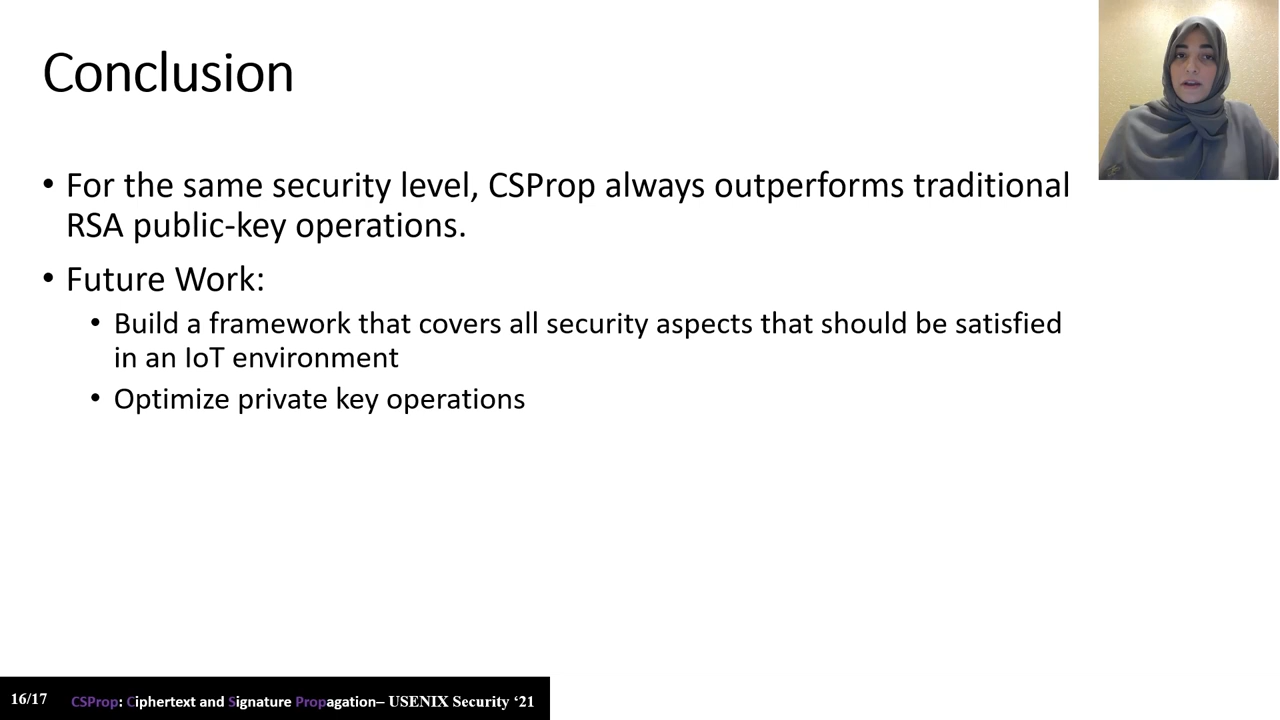 Conclusion
• For the same security level, CSProp always outperforms traditional
RSA public-key operations.
• Future Work:
• Build a framework that covers all security aspects that should be satisfied
in an IoT environment
• Optimize private key operations
16/17 CSProp: Ciphertext and Signature Propagation– USENIX Security ‘21